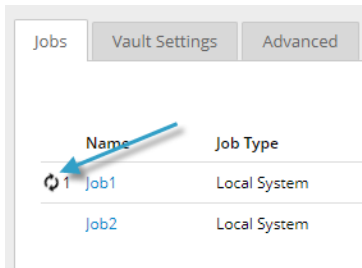 Jobs Vault Settings Advanced
Name Job Type
1 Job1 Local System
Job2 Local System